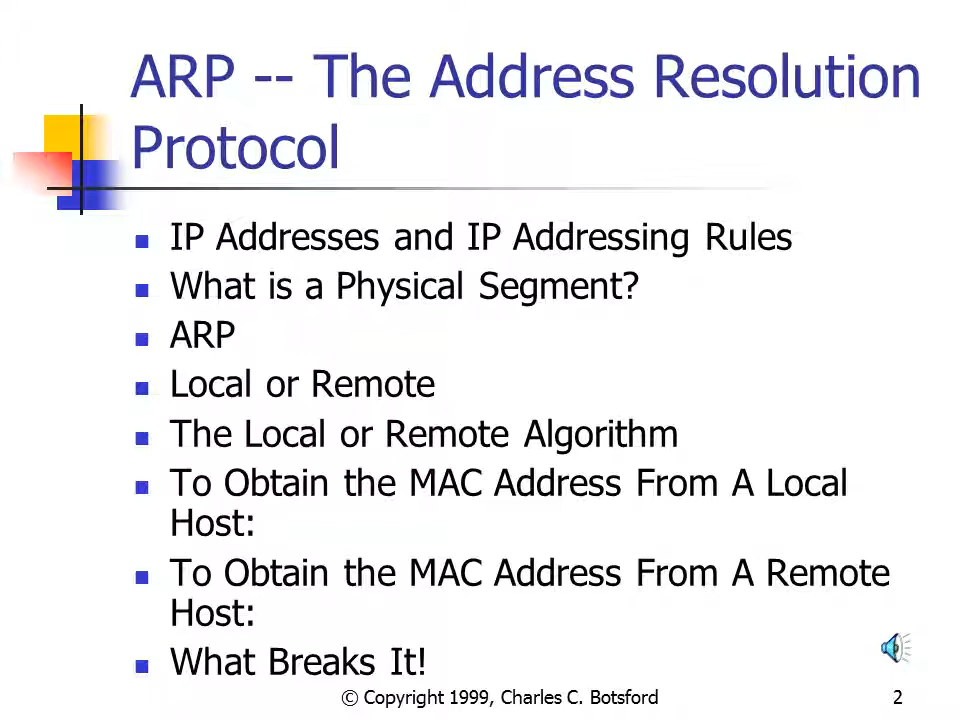 ARP -- The Address Resolution
Protocol
IP Addresses and IP Addressing Rules
What is a Physical Segment?
ARP
Local or Remote
The Local or Remote Algorithm
To Obtain the MAC Address From A Local
Host:
To Obtain the MAC Address From A Remote
Host:
What Breaks It!
© Copyright 1999, Charles C. Botsford
2